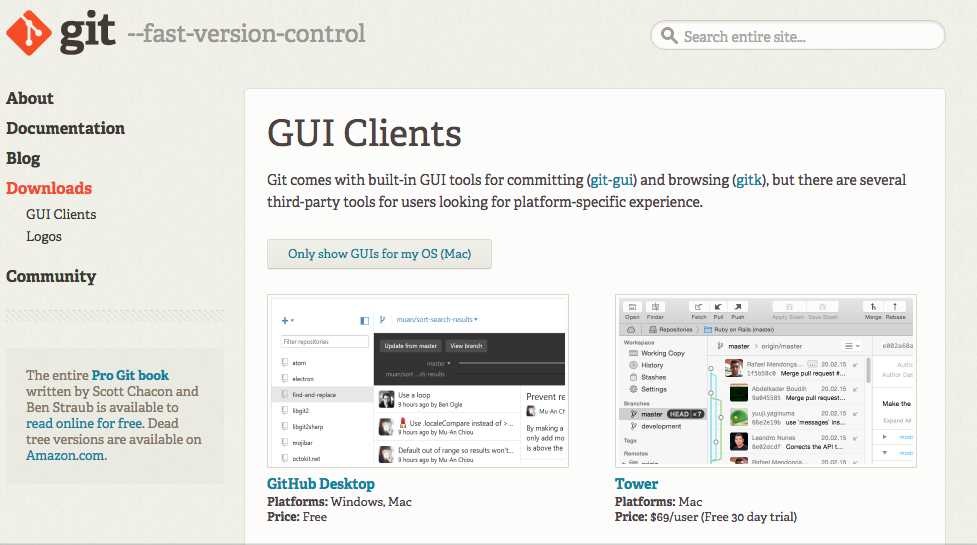 git --fast-version-control
Search entire site...
About
Documentation
Blog
Downloads
GUI Clients
Logos
Community
The entire Pro Git book
written by Scott Chacon and
Ben Straub is available to
read online for free. Dead
tree versions are available on
Amazon.com.
GUI Clients
Git comes with built-in GUI tools for committing (git-gui) and browsing (gitk), but there are several
third-party tools for users looking for platform-specific experience.
Only show GUIs for my OS (Mac)
muan/sort-search-results
Filter repositories
Update from master View branch
master
muan/sort ...ch-results
atom
electron
find-and-replace
libgit2
libgit2sharp
mojibar
octokit.net
Use a loop
9 hours ago by Ben Ogle
Use .localeCompare instead of >...
9 hours ago by Mu-An Chiou
Default out of range so results won't...
9 hours ago by Mu-An Chiou
Prevent re
Mu-An Ch
By making a
only add mo
is above the
GitHub Desktop
Platforms: Windows, Mac
Price: Free
Open Finder Fetch Pull Push Apply Stash Save Stash Merge Rebase
Repositories Ruby on Rails (master)
Workspace
Working Copy
History
Stashes
Settings
Branches
master HEAD 7
development
Tags
Remotes
origin
master > origin/master
Rafael Mendonça... 20.02.15
1f5b58c8 Merge pull request #...
Abdelkader Boudih 20.02.15
9a045585 Merge pull request #...
yuuji.yaginuma 20.02.15
66e2e19b use 'messages' ins...
Leandro Nunes 20.02.15
8e02dcdf Corrects the API t...
Rafael Mendonça... 20.02.15
e002a60a
Autho
Author Date
Make the
Expand All
modi
modi
Tower
Platforms: Mac
Price: $69/user (Free 30 day trial)